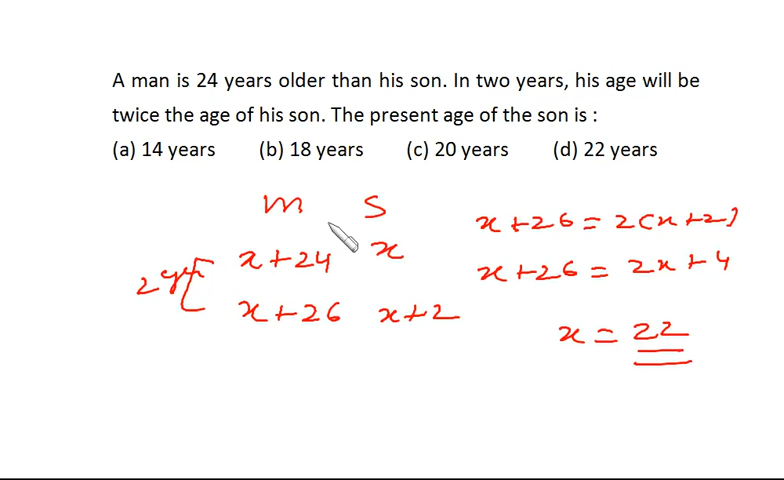 A man is 24 years older than his son. In two years, his age will be
twice the age of his son. The present age of the son is :
(a) 14 years (b) 18 years (c) 20 years (d) 22 years
m s
x+24 x
x+26 x+2
x+26 = 2(x+2)
x+26 = 2x+4
x = 22